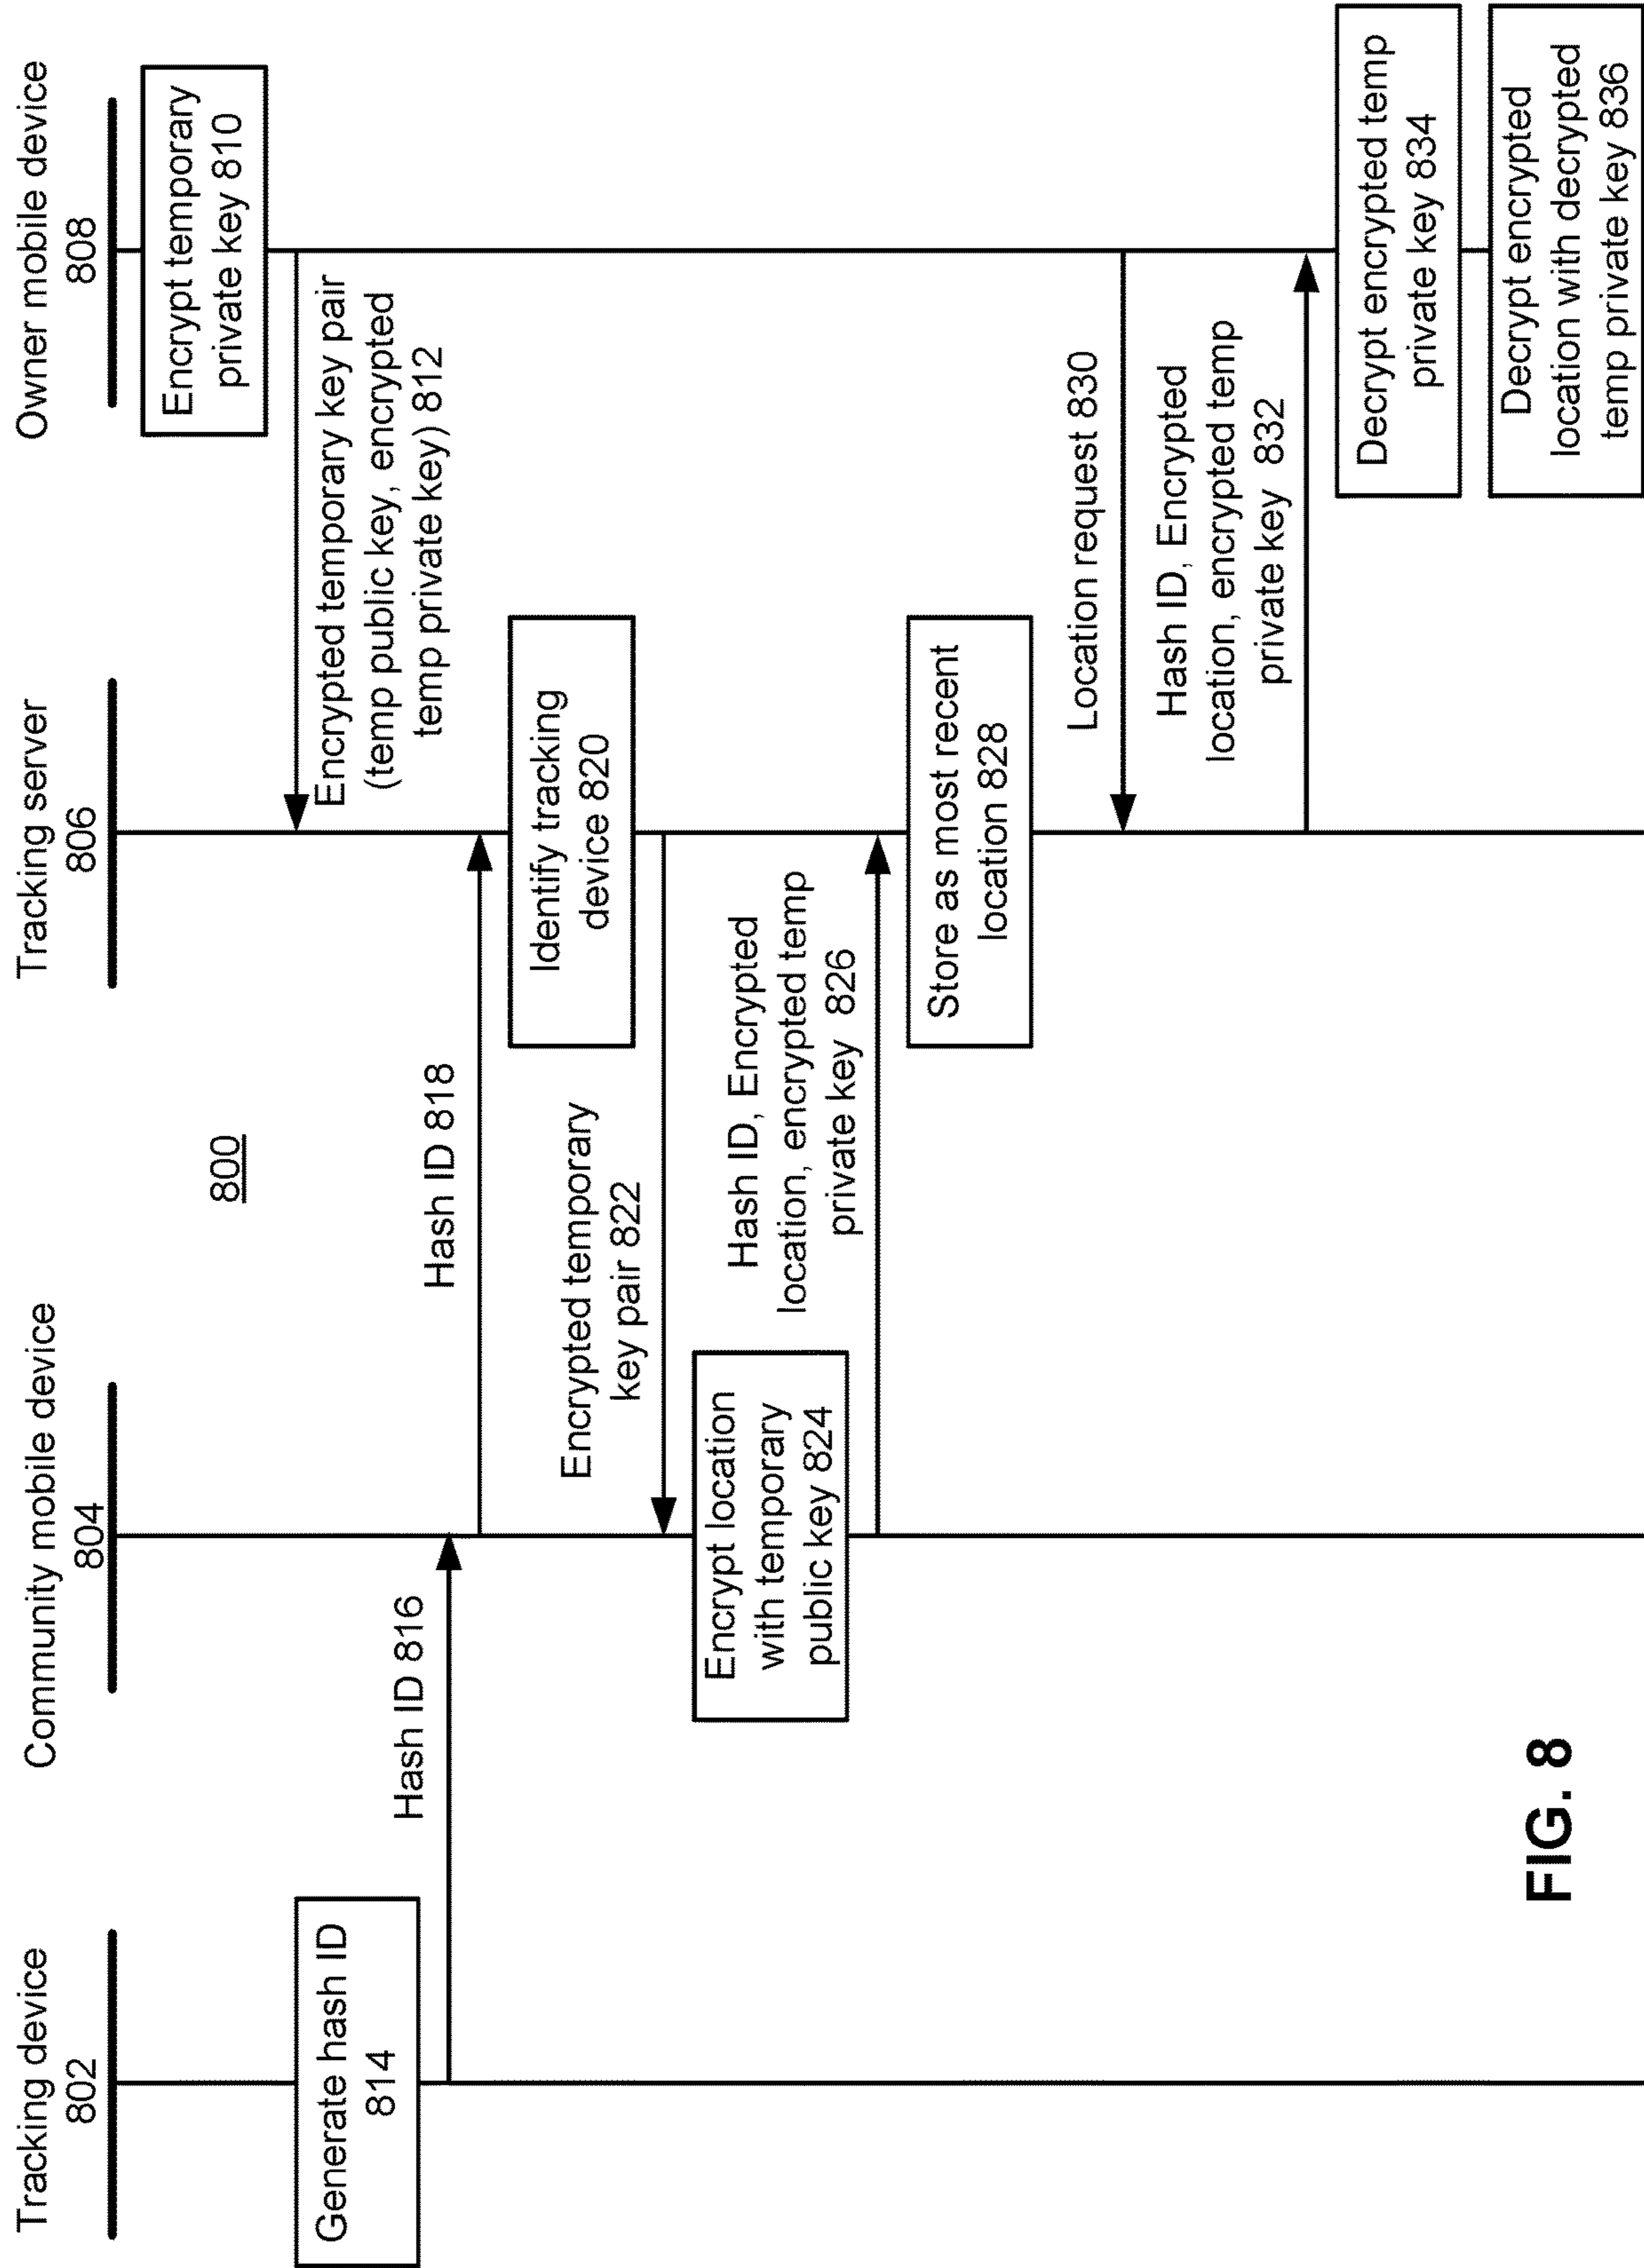 Tracking device
802
Community mobile device
804
Tracking server
806
Owner mobile device
808
Encrypt temporary
private key 810
800
Encrypted temporary key pair
(temp public key, encrypted
temp private key) 812
Generate hash ID
814
Hash ID 816
Hash ID 818
Identify tracking
device 820
Encrypted temporary
key pair 822
Encrypt location
with temporary
public key 824
Hash ID, Encrypted
location, encrypted temp
private key 826
Store as most recent
location 828
Location request 830
Hash ID, Encrypted
location, encrypted temp
private key 832
Decrypt encrypted temp
private key 834
Decrypt encrypted
location with decrypted
temp private key 836
FIG. 8